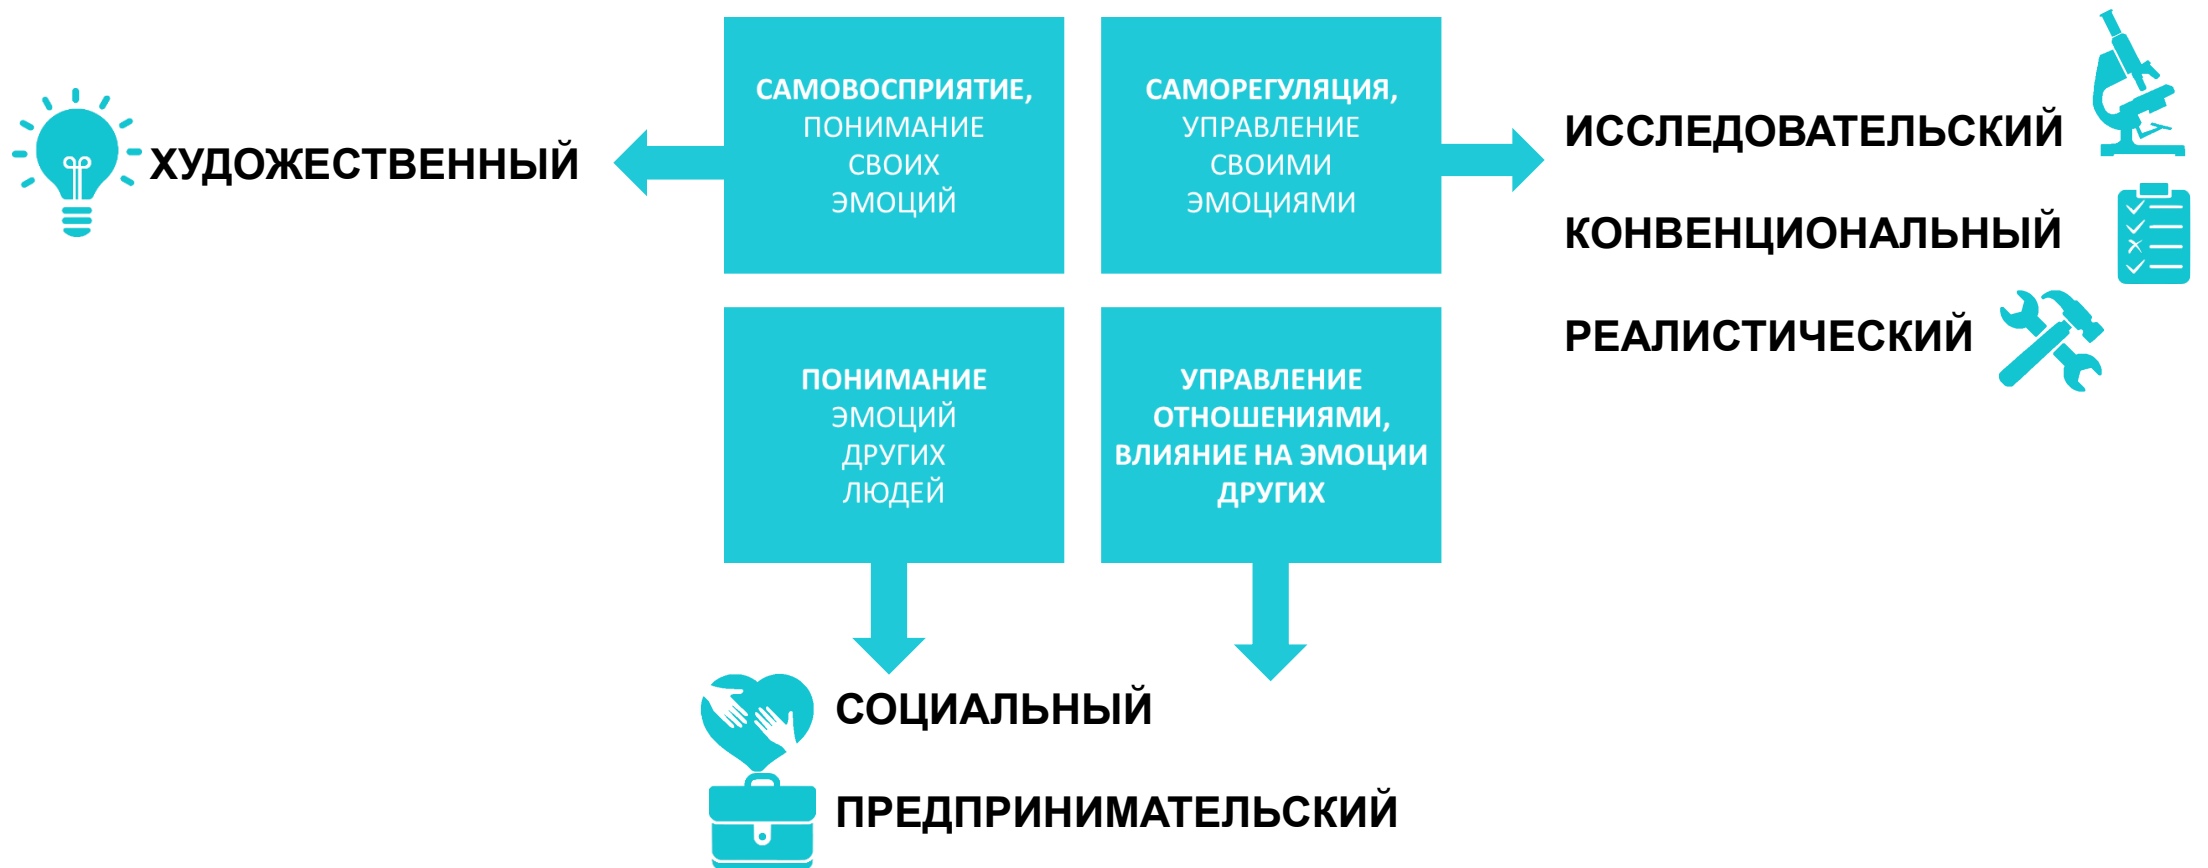 ХУДОЖЕСТВЕННЫЙ
САМОВОСПРИЯТИЕ,
ПОНИМАНИЕ
СВОИХ
ЭМОЦИЙ
САМОРЕГУЛЯЦИЯ,
УПРАВЛЕНИЕ
СВОИМИ
ЭМОЦИЯМИ
ИССЛЕДОВАТЕЛЬСКИЙ
КОНВЕНЦИОНАЛЬНЫЙ
РЕАЛИСТИЧЕСКИЙ
ПОНИМАНИЕ
ЭМОЦИЙ
ДРУГИХ
ЛЮДЕЙ
УПРАВЛЕНИЕ
ОТНОШЕНИЯМИ,
ВЛИЯНИЕ НА ЭМОЦИИ
ДРУГИХ
СОЦИАЛЬНЫЙ
ПРЕДПРИНИМАТЕЛЬСКИЙ